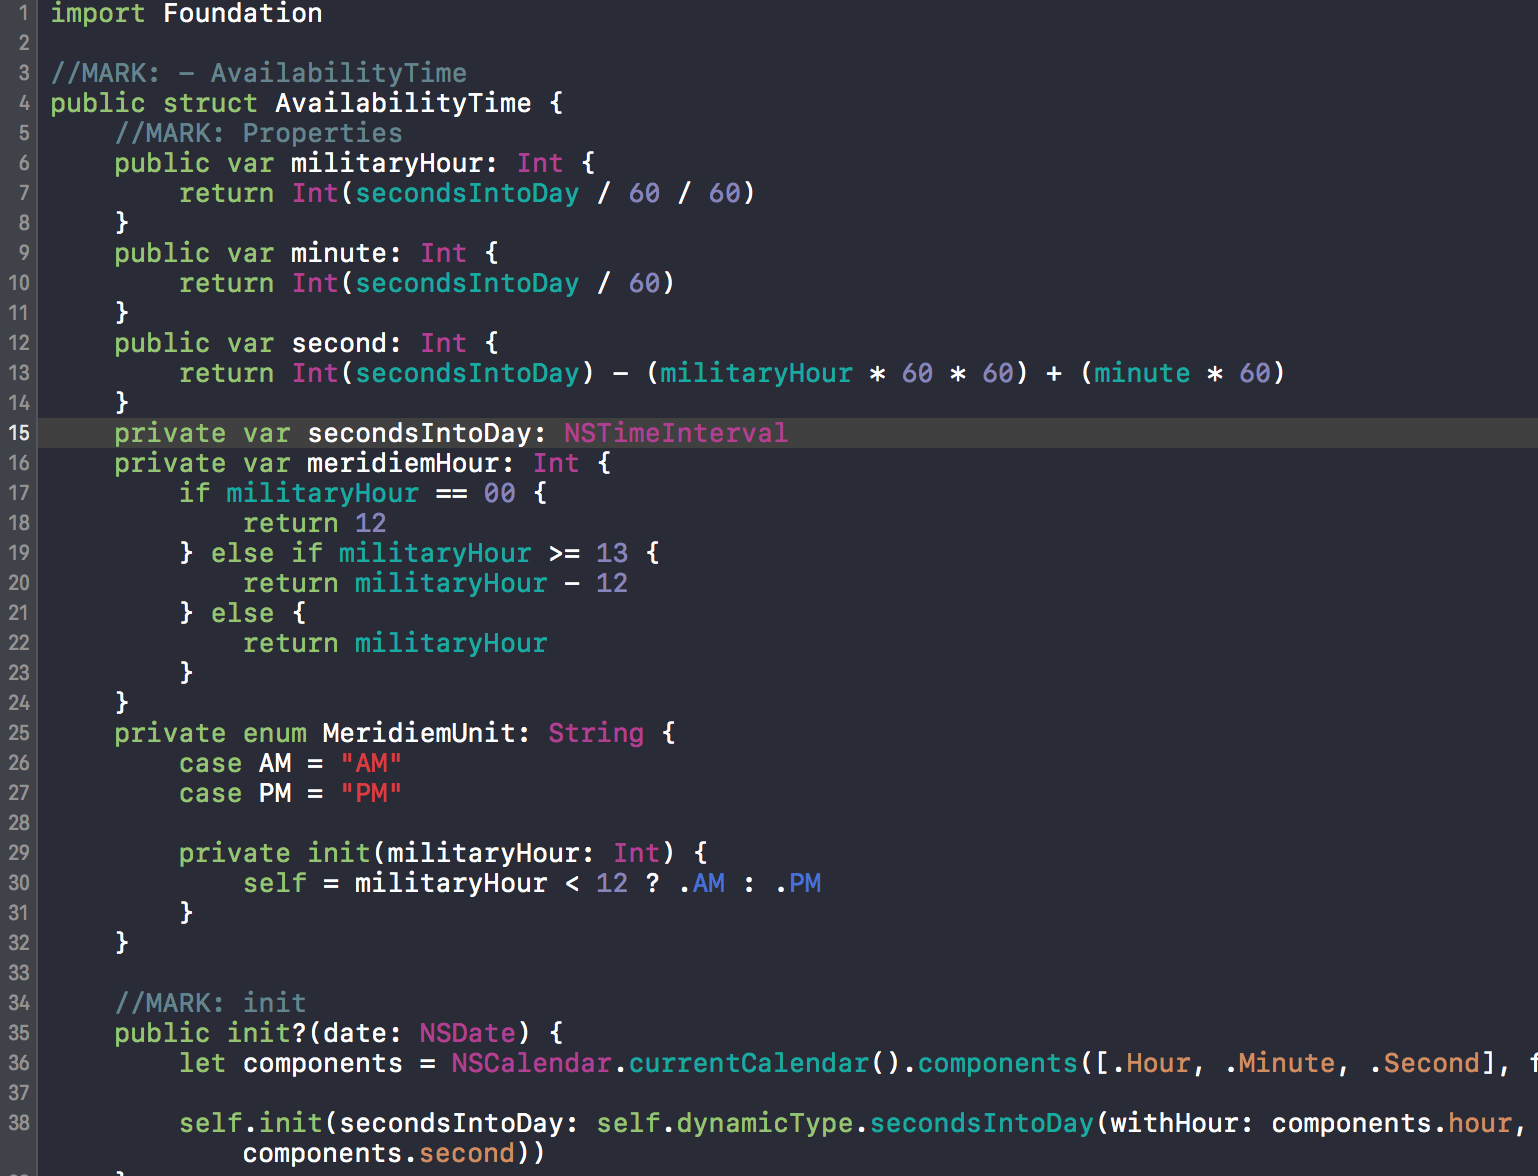 1 import Foundation
2
3 //MARK: - AvailabilityTime
4 public struct AvailabilityTime {
5     //MARK: Properties
6     public var militaryHour: Int {
7         return Int(secondsIntoDay / 60 / 60)
8     }
9     public var minute: Int {
10         return Int(secondsIntoDay / 60)
11     }
12     public var second: Int {
13         return Int(secondsIntoDay) - (militaryHour * 60 * 60) + (minute * 60)
14     }
15     private var secondsIntoDay: NSTimeInterval
16     private var meridiemHour: Int {
17         if militaryHour == 00 {
18             return 12
19         } else if militaryHour >= 13 {
20             return militaryHour - 12
21         } else {
22             return militaryHour
23         }
24     }
25     private enum MeridiemUnit: String {
26         case AM = "AM"
27         case PM = "PM"
28
29         private init(militaryHour: Int) {
30             self = militaryHour < 12 ? .AM : .PM
31         }
32     }
33
34     //MARK: init
35     public init?(date: NSDate) {
36         let components = NSCalendar.currentCalendar().components([.Hour, .Minute, .Second],
37
38         self.init(secondsIntoDay: self.dynamicType.secondsIntoDay(withHour: components.hour,
            components.second))